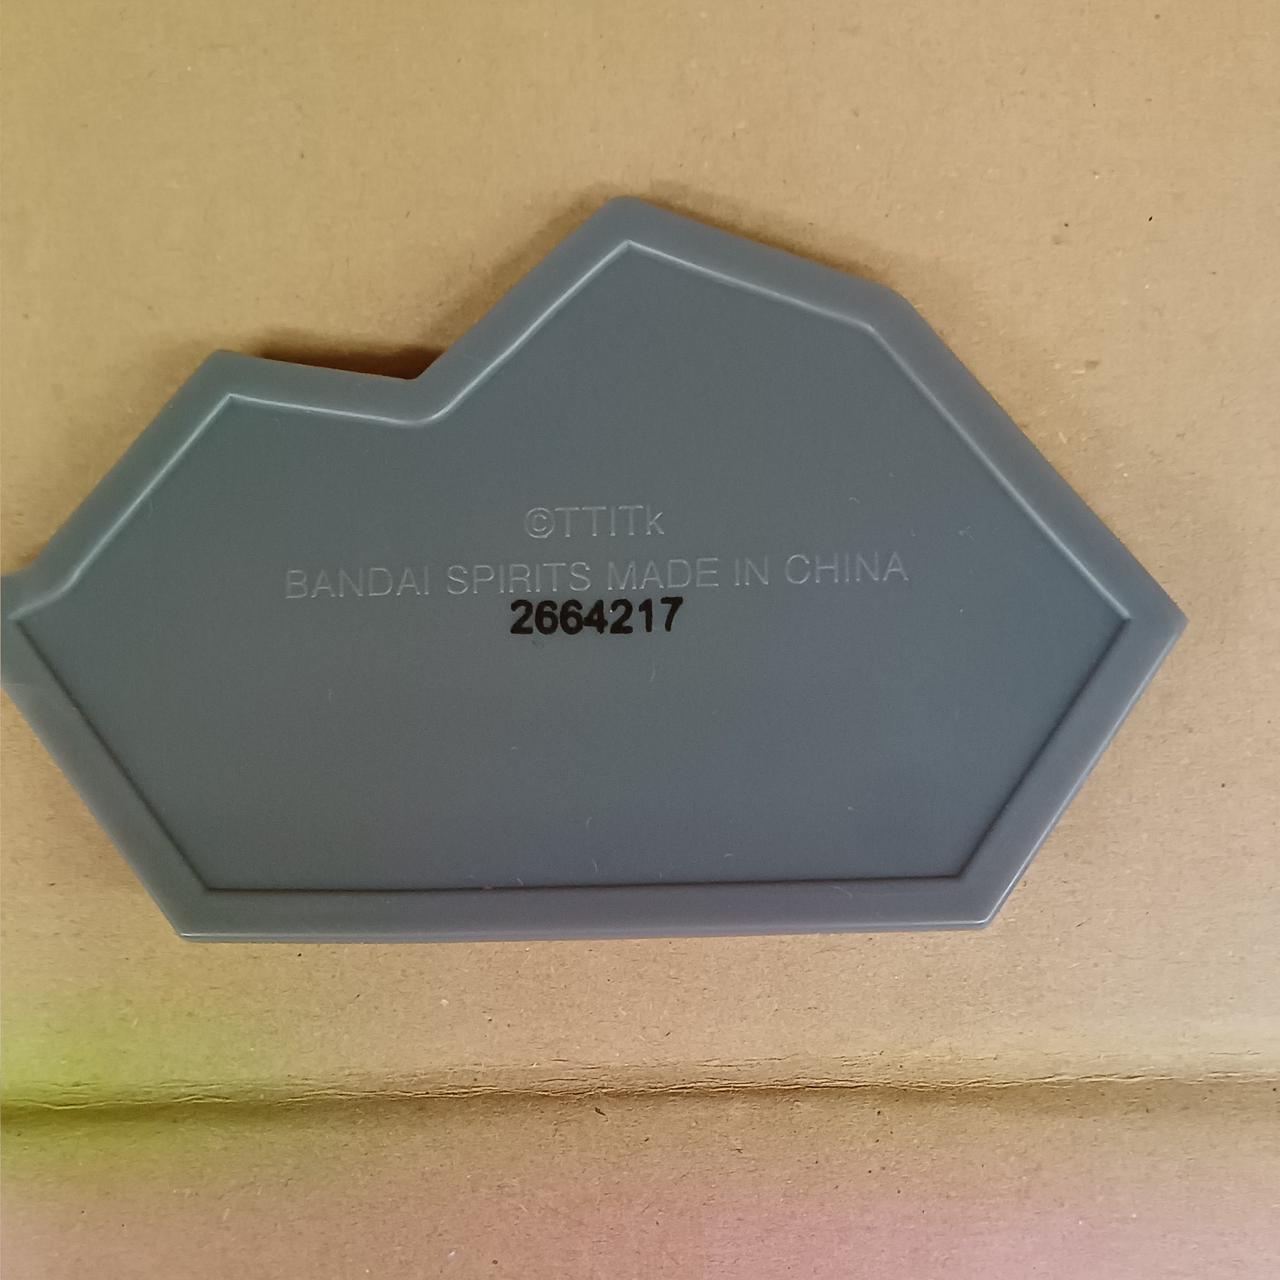 ©TTITk
BANDAI SPIRITS MADE IN CHINA
2664217